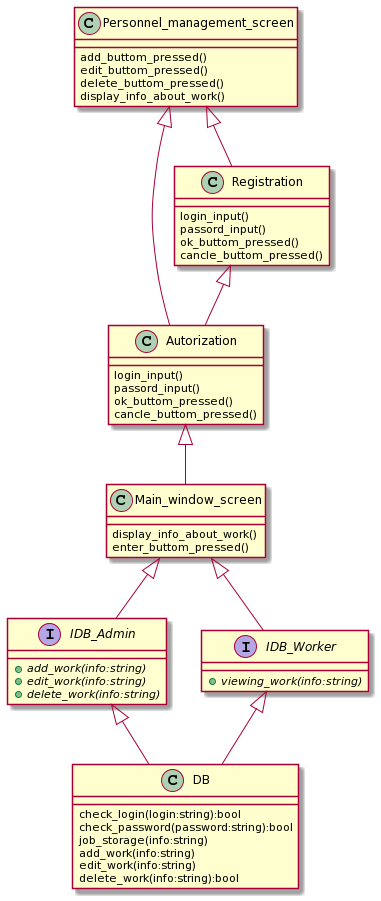 C Personnel_management_screen
add_buttom_pressed()
edit_buttom_pressed()
delete_buttom_pressed()
display_info_about_work()
C Registration
login_input()
passord_input()
ok_buttom_pressed()
cancle_buttom_pressed()
C Autorization
login_input()
passord_input()
ok_buttom_pressed()
cancle_buttom_pressed()
C Main_window_screen
display_info_about_work()
enter_buttom_pressed()
I IDB_Admin
add_work(info:string)
edit_work(info:string)
delete_work(info:string)
I IDB_Worker
viewing_work(info:string)
C DB
check_login(login:string):bool
check_password(password:string):bool
job_storage(info:string)
add_work(info:string)
edit_work(info:string)
delete_work(info:string):bool